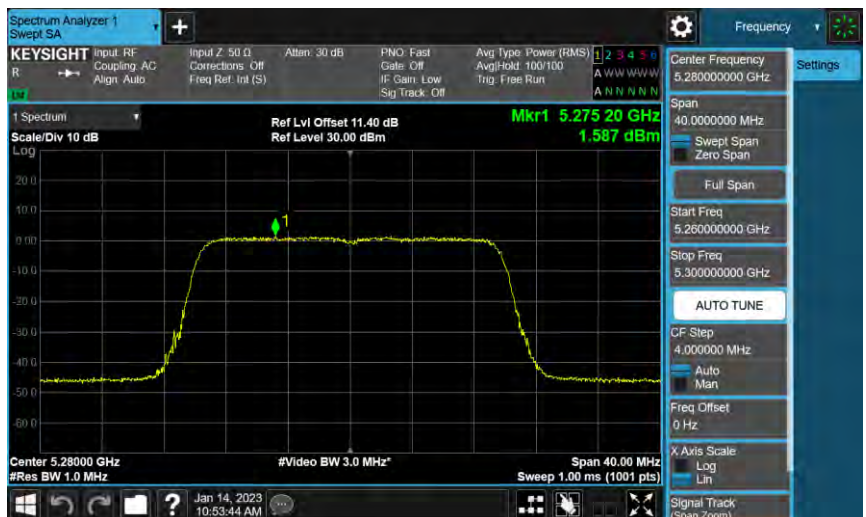 Spectrum Analyzer 1
Swept SA
+
Frequency
KEYSIGHT
R
Input: RF
Coupling: AC
Align: Auto
Input Z: 50 Ω
Corrections: Off
Freq Ref: Int (S)
Atten: 30 dB
PNO: Fast
Gate: Off
IF Gain: Low
Sig Track: Off
Avg Type: Power (RMS)
Avg|Hold: 100/100
Trig: Free Run
1 2 3 4 5 6
A W W W W W
A N N N N N
1 Spectrum
Scale/Div 10 dB
Log
Ref Lvl Offset 11.40 dB
Ref Level 30.00 dBm
Mkr1 5.275 20 GHz
1.587 dBm
20.0
10.0
0.00
-10.0
-20.0
-30.0
-40.0
-50.0
-60.0
1
Center 5.28000 GHz
#Res BW 1.0 MHz
#Video BW 3.0 MHz*
Span 40.00 MHz
Sweep 1.00 ms (1001 pts)
Center Frequency
5.280000000 GHz
Settings
Span
40.0000000 MHz
Swept Span
Zero Span
Full Span
Start Freq
5.260000000 GHz
Stop Freq
5.300000000 GHz
AUTO TUNE
CF Step
4.000000 MHz
Auto
Man
Freq Offset
0 Hz
X Axis Scale
Log
Lin
Signal Track
(Span Zoom)
?
Jan 14, 2023
10:53:44 AM